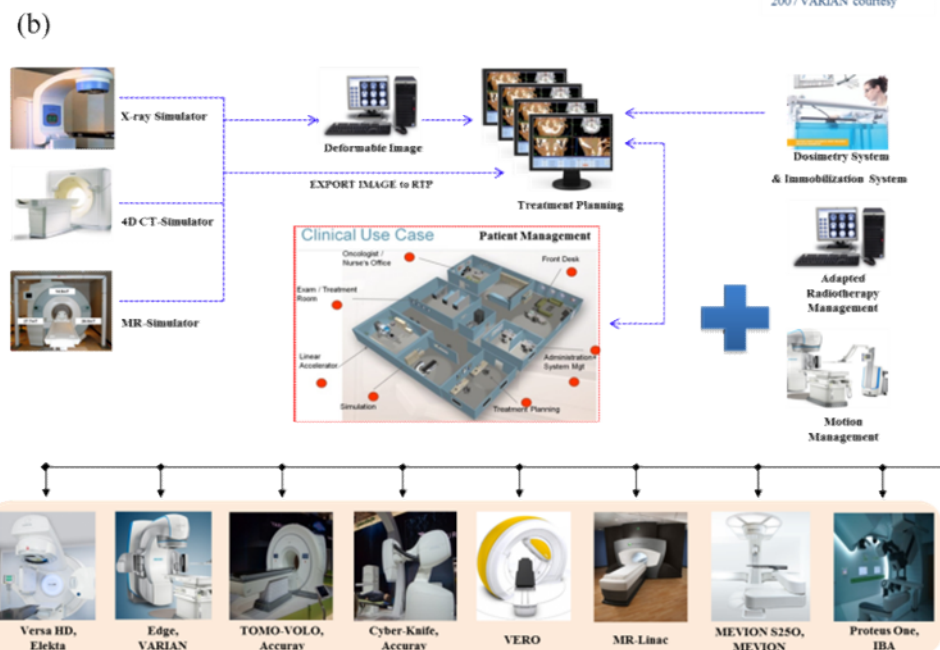 2007 VARIAN courtesy
(b)
X-ray Simulator
4D CT-Simulator
MR-Simulator
Deformable Image
EXPORT IMAGE to RTP
Treatment Planning
Dosimetry System
& Immobilization System
Adapted
Radiotherapy
Management
Motion
Management
Clinical Use Case
Patient Management
Oncologist /
Nurse's Office
Front Desk
Exam / Treatment
Room
Linear
Accelerator
Administration+
System Mgt
Simulation
Treatment Planning
Versa HD,
Elekta
Edge,
VARIAN
TOMO-VOLO,
Accuray
Cyber-Knife,
Accuray
VERO
MR-Linac
MEVION S25O,
MEVION
Proteus One,
IBA